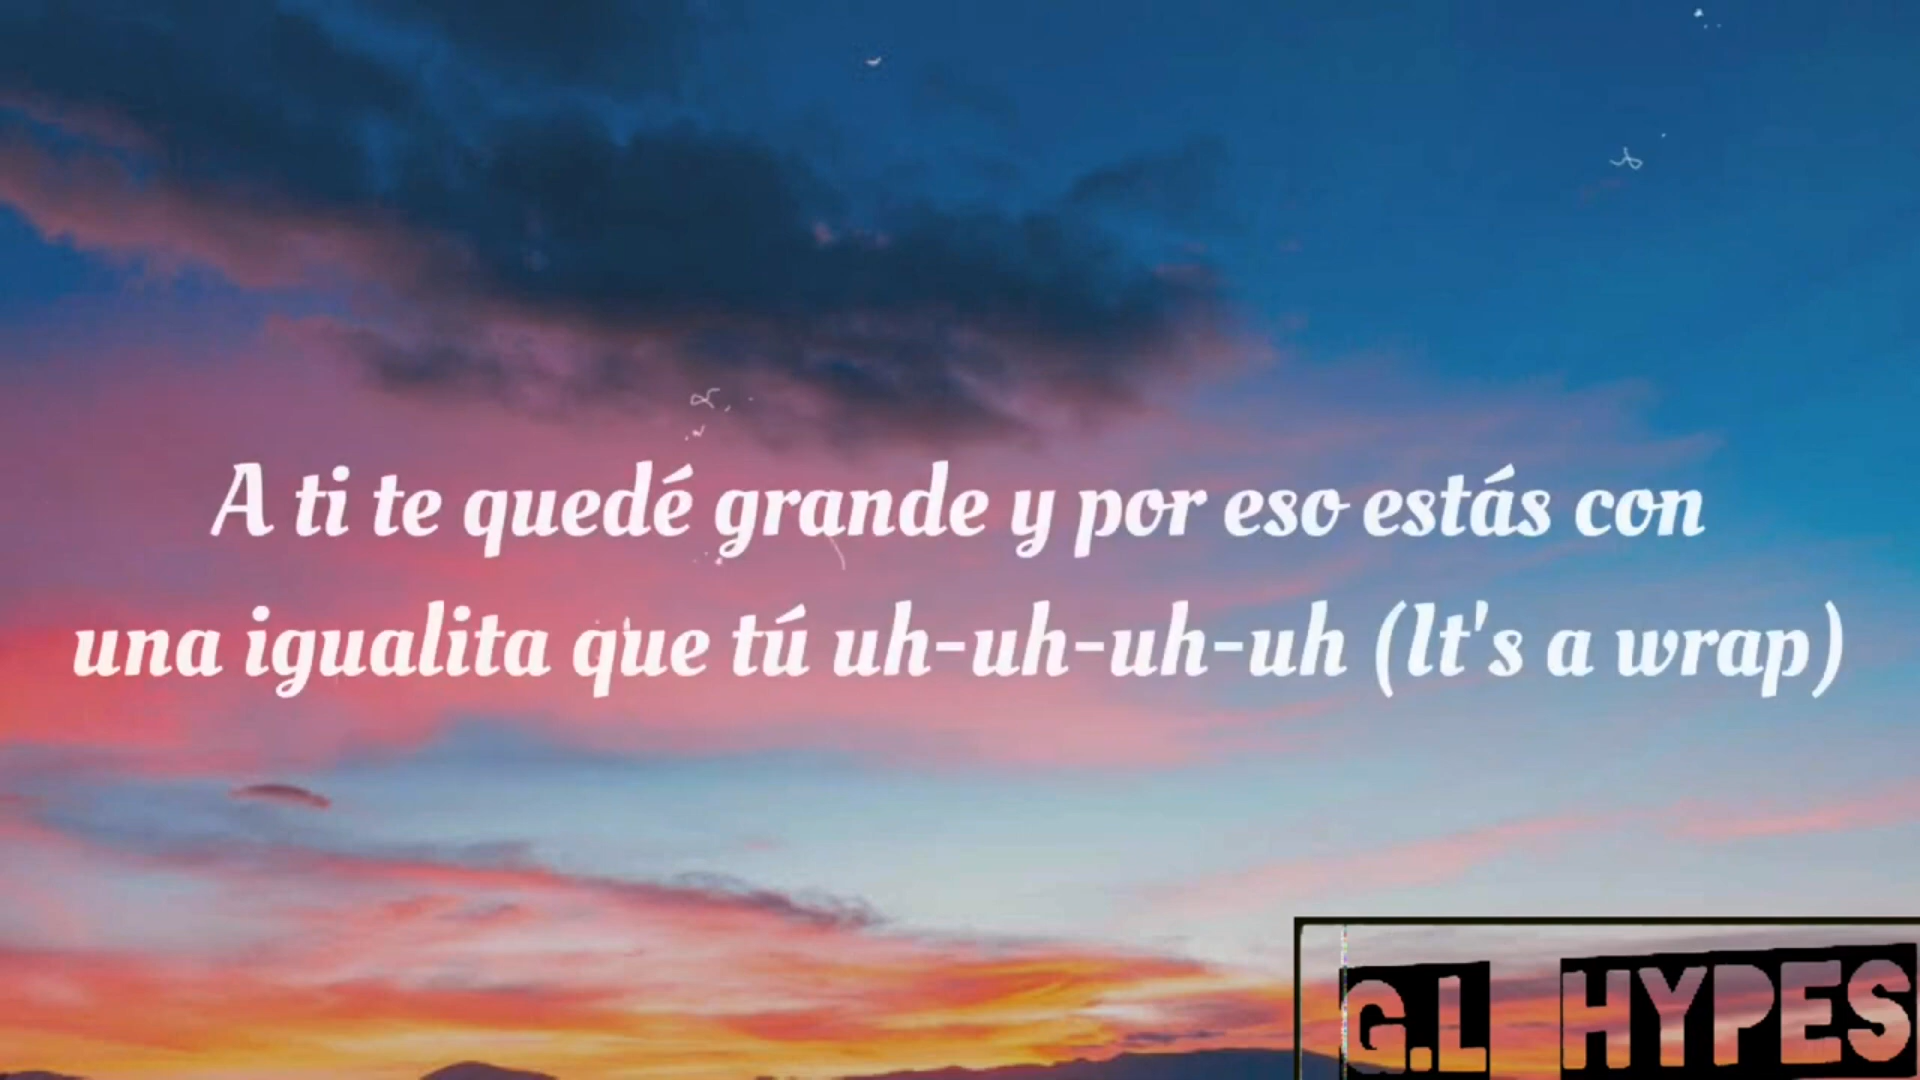 A ti te quedé grande y por eso estás con
una igualita que tú uh-uh-uh-uh (It's a wrap)
G.L HYPES